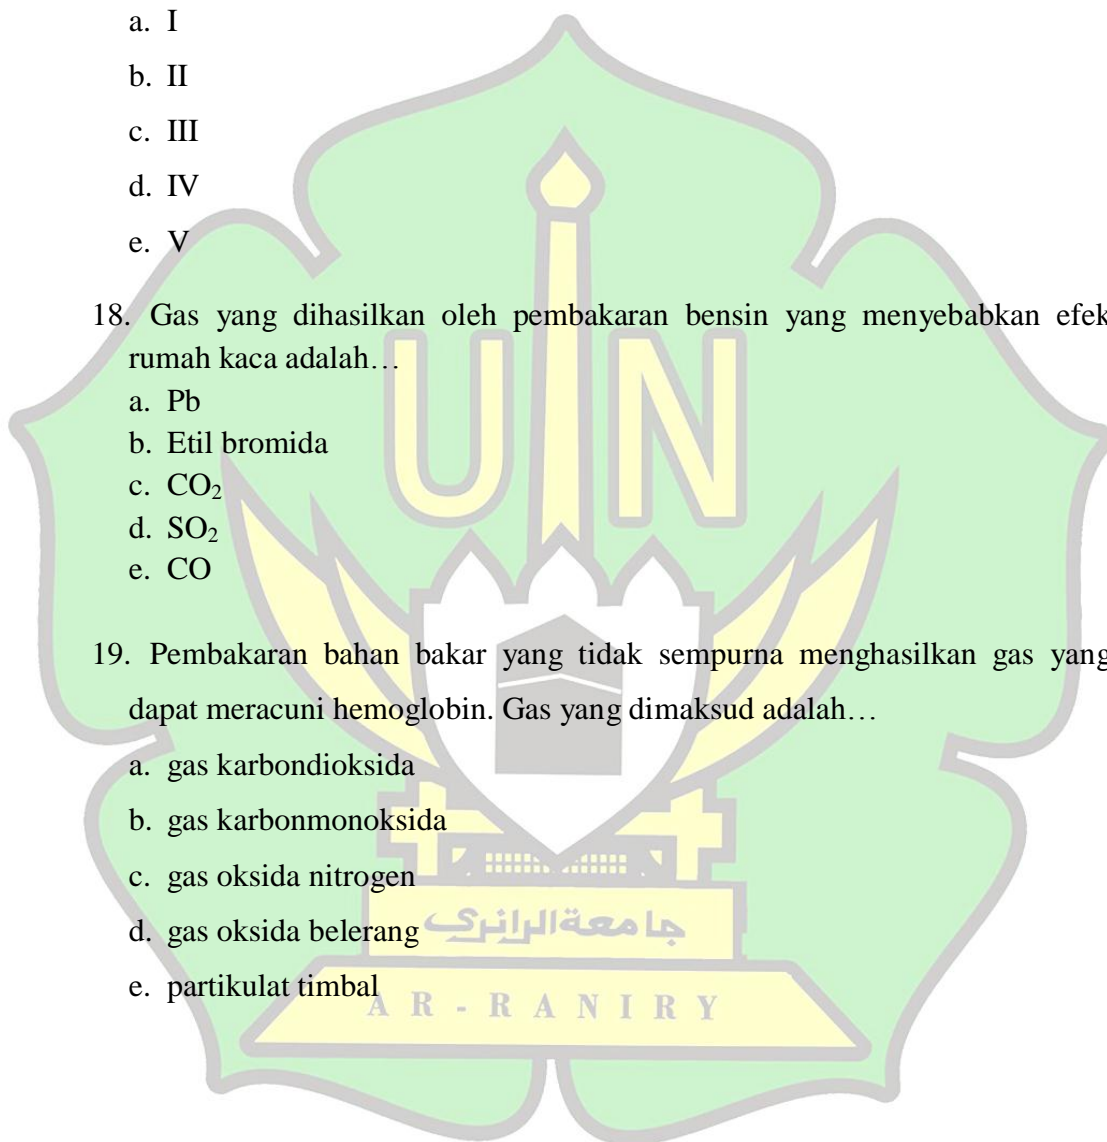 a. I
b. II
c. III
d. IV
e. V
18. Gas yang dihasilkan oleh pembakaran bensin yang menyebabkan efek
rumah kaca adalah…
a. Pb
b. Etil bromida
c. CO₂
d. SO₂
e. CO
19. Pembakaran bahan bakar yang tidak sempurna menghasilkan gas yang
dapat meracuni hemoglobin. Gas yang dimaksud adalah…
a. gas karbondioksida
b. gas karbonmonoksida
c. gas oksida nitrogen
d. gas oksida belerang
e. partikulat timbal
UIN
جامعة الرانري
AR-RANIRY